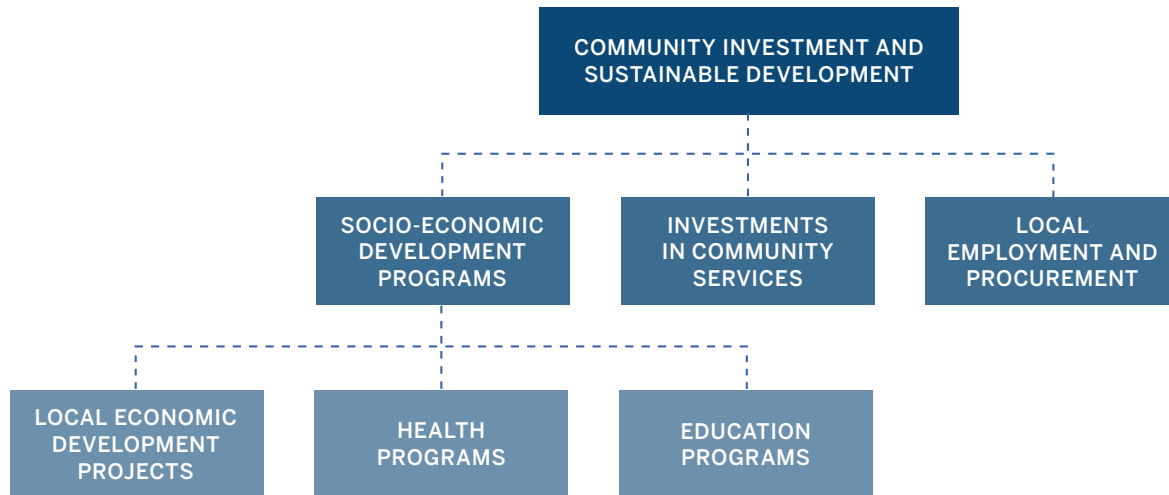 COMMUNITY INVESTMENT AND
SUSTAINABLE DEVELOPMENT
SOCIO-ECONOMIC
DEVELOPMENT
PROGRAMS
INVESTMENTS
IN COMMUNITY
SERVICES
LOCAL
EMPLOYMENT AND
PROCUREMENT
LOCAL ECONOMIC
DEVELOPMENT
PROJECTS
HEALTH
PROGRAMS
EDUCATION
PROGRAMS